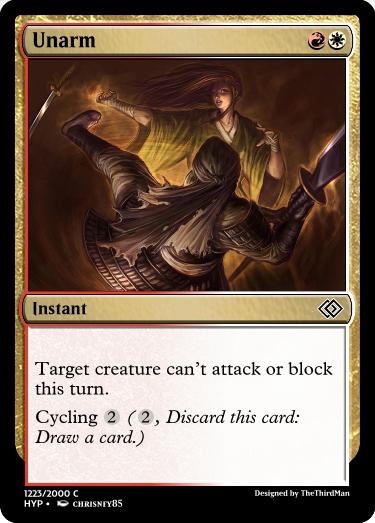 Unarm
Instant
Target creature can't attack or block
this turn.
Cycling 2 (2, Discard this card:
Draw a card.)
1223/2000 C
HYP • CHRISNFY85
Designed by TheThirdMan